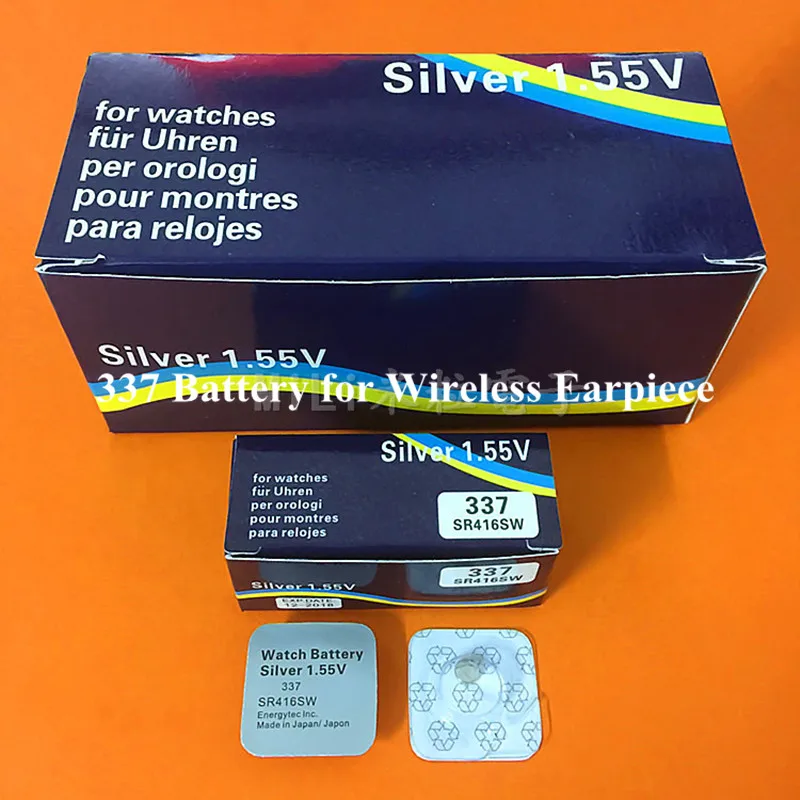 Silver 1.55V
for watches
für Uhren
per orologi
pour montres
para relojes
Silver 1.55V
337 Battery for Wireless Earpiece
Silver 1.55V
for watches
für Uhren
per orologi
pour montres
para relojes
337
SR416SW
337
SR416SW
Silver 1.55V
EXP.DATE:
12-2018
Watch Battery
Silver 1.55V
337
SR416SW
Energytec Inc.
Made in Japan/ Japon